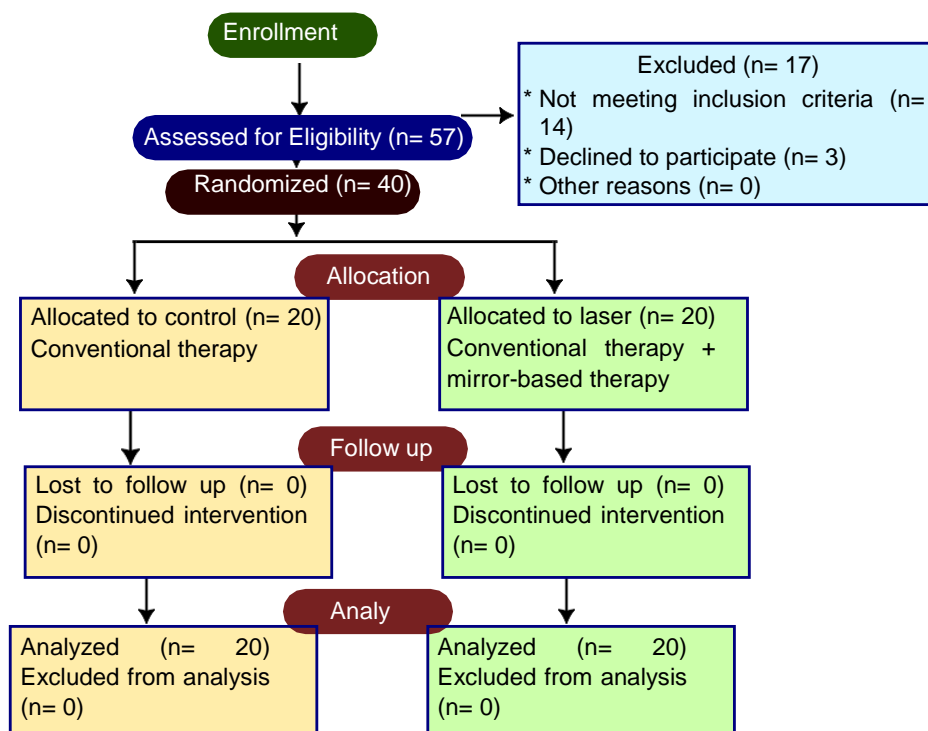 Enrollment
Excluded (n= 17)
* Not meeting inclusion criteria (n=
14)
* Declined to participate (n= 3)
* Other reasons (n= 0)
Assessed for Eligibility (n= 57)
Randomized (n= 40)
Allocation
Allocated to control (n= 20)
Conventional therapy
Allocated to laser (n= 20)
Conventional therapy +
mirror-based therapy
Follow up
Lost to follow up (n= 0)
Discontinued intervention
(n= 0)
Lost to follow up (n= 0)
Discontinued intervention
(n= 0)
Analy
Analyzed (n= 20)
Excluded from analysis
(n= 0)
Analyzed (n= 20)
Excluded from analysis
(n= 0)